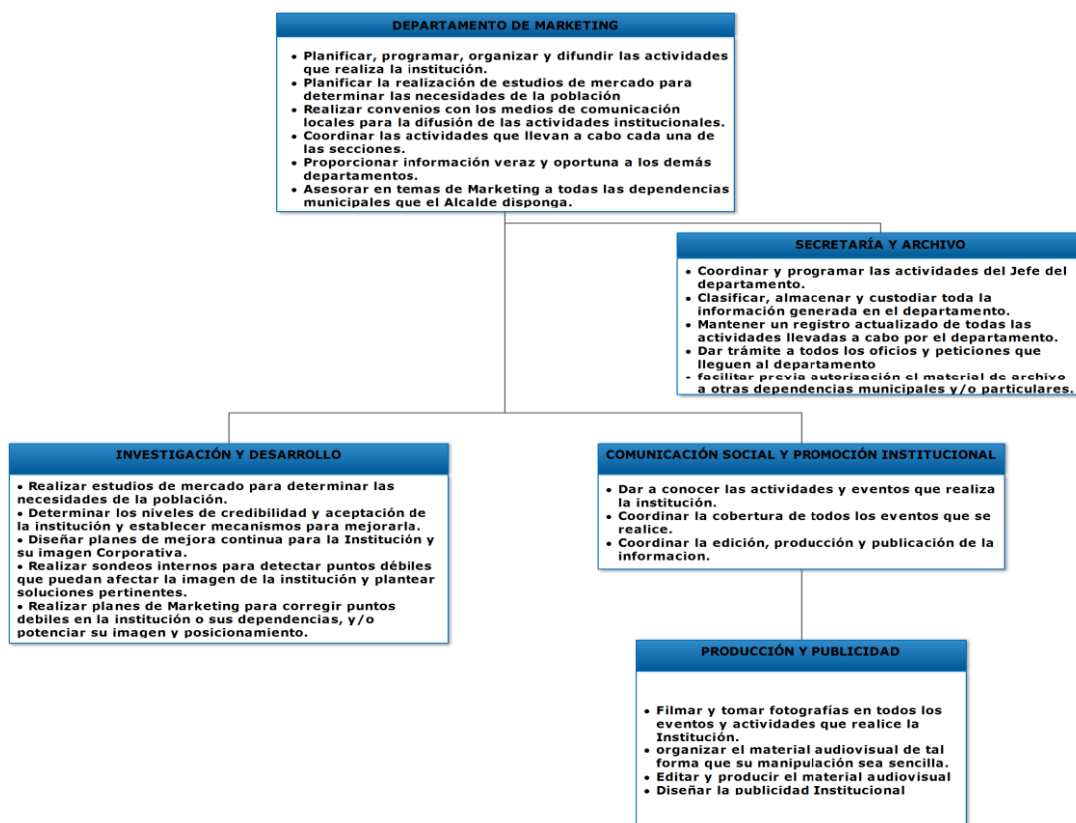 DEPARTAMENTO DE MARKETING
• Planificar, programar, organizar y difundir las actividades
que realiza la institución.
• Planificar la realización de estudios de mercado para
determinar las necesidades de la población
• Realizar convenios con los medios de comunicación
locales para la difusión de las actividades institucionales.
• Coordinar las actividades que llevan a cabo cada una de
las secciones.
• Proporcionar información veraz y oportuna a los demás
departamentos.
• Asesorar en temas de Marketing a todas las dependencias
municipales que el Alcalde disponga.
SECRETARÍA Y ARCHIVO
• Coordinar y programar las actividades del Jefe del
departamento.
• Clasificar, almacenar y custodiar toda la
información generada en el departamento.
• Mantener un registro actualizado de todas las
actividades llevadas a cabo por el departamento.
• Dar trámite a todos los oficios y peticiones que
lleguen al departamento
• facilitar previa autorización el material de archivo
a otras dependencias municipales y/o particulares.
INVESTIGACIÓN Y DESARROLLO
• Realizar estudios de mercado para determinar las
necesidades de la población.
• Determinar los niveles de credibilidad y aceptación de
la institución y establecer mecanismos para mejorarla.
• Diseñar planes de mejora continua para la Institución y
su imagen Corporativa.
• Realizar sondeos internos para detectar puntos débiles
que puedan afectar la imagen de la institución y plantear
soluciones pertinentes.
• Realizar planes de Marketing para corregir puntos
debiles en la institución o sus dependencias, y/o
potenciar su imagen y posicionamiento.
COMUNICACIÓN SOCIAL Y PROMOCIÓN INSTITUCIONAL
• Dar a conocer las actividades y eventos que realiza
la institución.
• Coordinar la cobertura de todos los eventos que se
realice.
• Coordinar la edición, producción y publicación de la
informacion.
PRODUCCIÓN Y PUBLICIDAD
• Filmar y tomar fotografías en todos los
eventos y actividades que realice la
Institución.
• organizar el material audiovisual de tal
forma que su manipulación sea sencilla.
• Editar y producir el material audiovisual
• Diseñar la publicidad Institucional